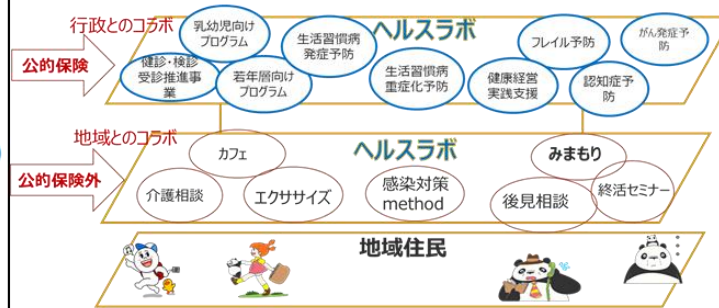 行政とのコラボ
ヘルスラボ
公的保険
乳幼児向け
プログラム
健診・検診
受診推進事
業
若年層向け
プログラム
生活習慣病
発症予防
生活習慣病
重症化予防
健康経営
実践支援
フレイル予防
認知症予
防
がん発症予
防
地域とのコラボ
ヘルスラボ
公的保険外
カフェ
介護相談
エクササイズ
感染対策
method
みまもり
後見相談
終活セミナー
地域住民